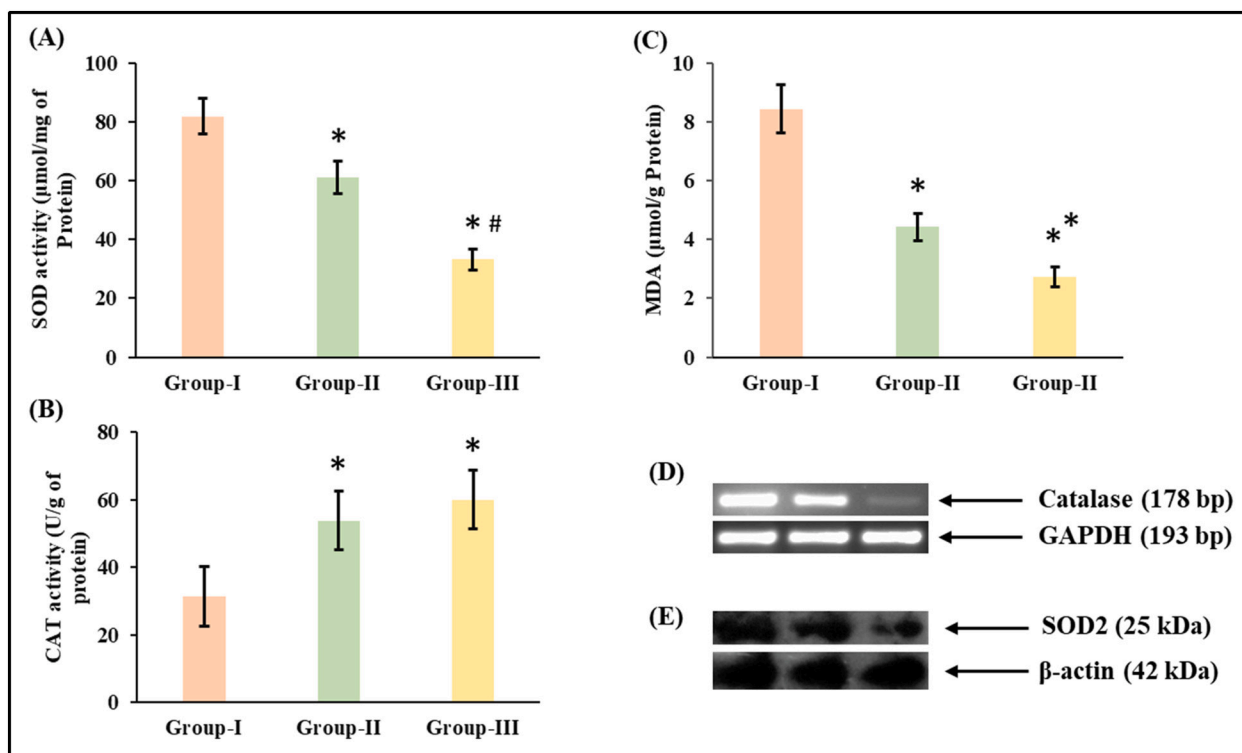 (A)
SOD activity (µmol/mg of
Protein)
100
80
60
40
20
0
*
* #
Group-I Group-II Group-III
(B)
CAT activity (U/g of
protein)
80
60
40
20
0
*
*
Group-I Group-II Group-III
(C)
MDA (µmol/g Protein)
10
8
6
4
2
0
*
* *
Group-I Group-II Group-II
(D)
Catalase (178 bp)
GAPDH (193 bp)
(E)
SOD2 (25 kDa)
β-actin (42 kDa)